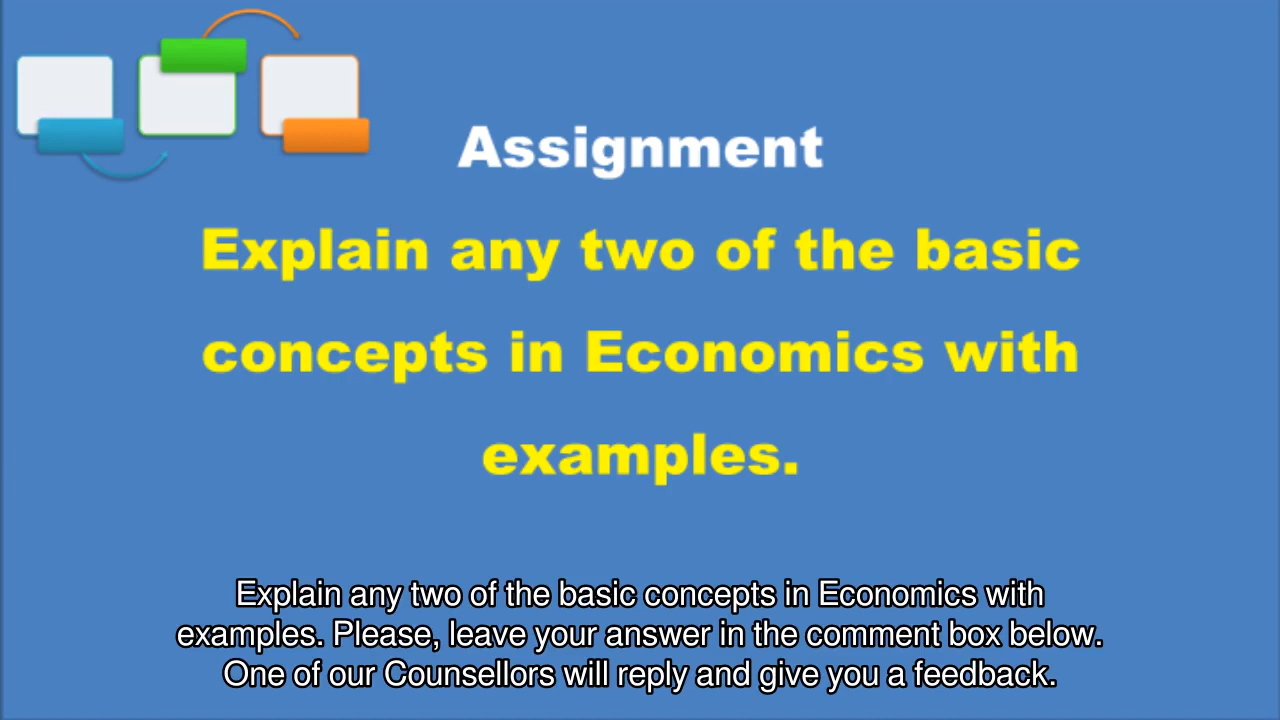 Assignment
Explain any two of the basic
concepts in Economics with
examples.
Explain any two of the basic concepts in Economics with
examples. Please, leave your answer in the comment box below.
One of our Counsellors will reply and give you a feedback.